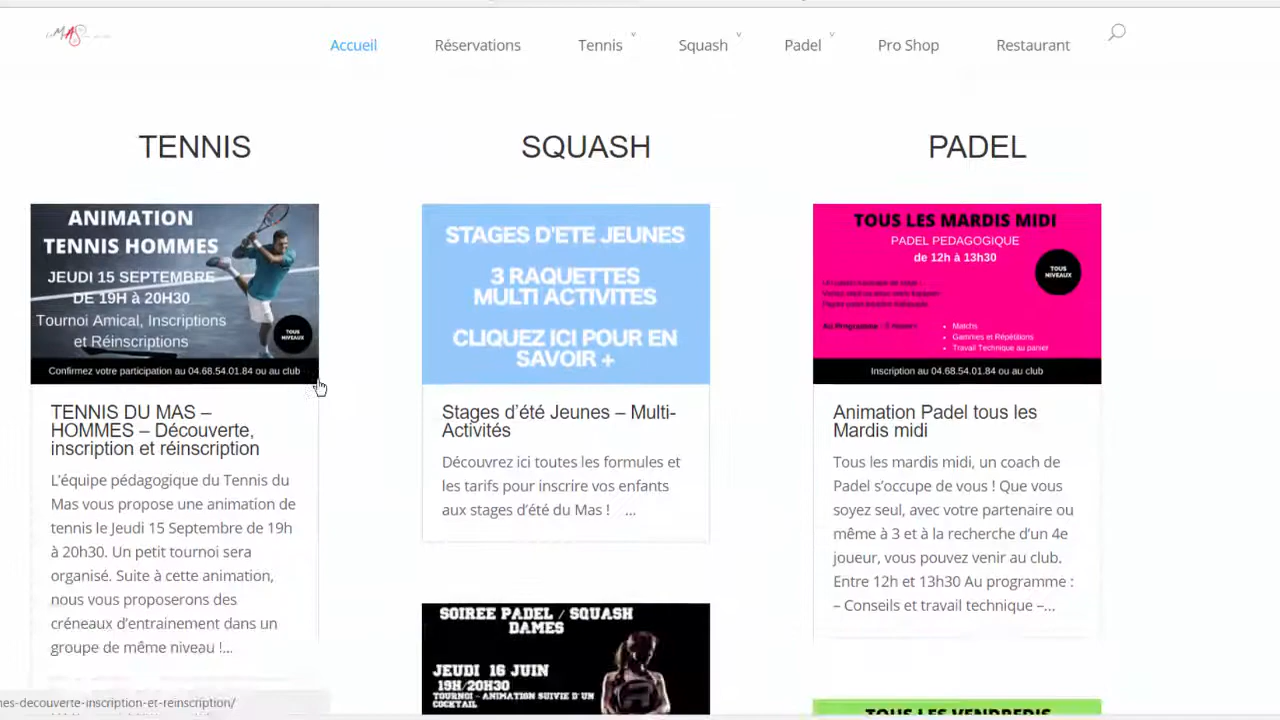 Accueil
Réservations
Tennis
Squash
Padel
Pro Shop
Restaurant
TENNIS
ANIMATION
TENNIS HOMMES
JEUDI 15 SEPTEMBRE
DE 19H à 20H30
Tournoi Amical, Inscriptions
et Réinscriptions
TOUS
NIVEAUX
Confirmez votre participation au 04.68.54.01.84 ou au club
TENNIS DU MAS –
HOMMES – Découverte,
inscription et réinscription
L’équipe pédagogique du Tennis du
Mas vous propose une animation de
tennis le Jeudi 15 Septembre de 19h
à 20h30. Un petit tournoi sera
organisé. Suite à cette animation,
nous vous proposerons des
créneaux d’entrainement dans un
groupe de même niveau !...
SQUASH
STAGES D'ETE JEUNES
3 RAQUETTES
MULTI ACTIVITES
CLIQUEZ ICI POUR EN
SAVOIR +
Stages d’été Jeunes – Multi-
Activités
Découvrez ici toutes les formules et
les tarifs pour inscrire vos enfants
aux stages d’été du Mas ! ...
SOIREE PADEL / SQUASH
DAMES
JEUDI 16 JUIN
19H/20H30
TOURNOI - ANIMATION SUIVIE D'UN
COCKTAIL
PADEL
TOUS LES MARDIS MIDI
PADEL PEDAGOGIQUE
de 12h à 13h30
TOUS
NIVEAUX
Au Programme :
Matchs
Gammes et Répétitions
Travail Technique au panier
Inscription au 04.68.54.01.84 ou au club
Animation Padel tous les
Mardis midi
Tous les mardis midi, un coach de
Padel s’occupe de vous ! Que vous
soyez seul, avec votre partenaire ou
même à 3 et à la recherche d’un 4e
joueur, vous pouvez venir au club.
Entre 12h et 13h30 Au programme :
– Conseils et travail technique –...
TOUS LES VENDREDIS
nes-decouverte-inscription-et-reinscription/